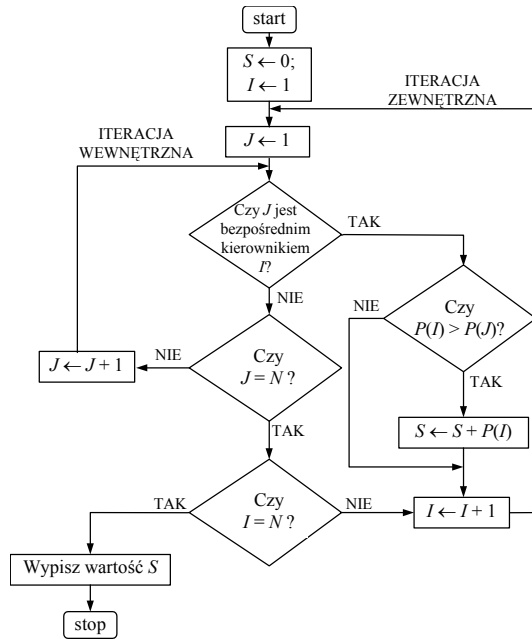 start
S ← 0;
I ← 1
ITERACJA
ZEWNĘTRZNA
J ← 1
ITERACJA
WEWNĘTRZNA
Czy J jest
bezpośrednim
kierownikiem
I?
TAK
NIE
NIE
Czy
P(I) > P(J)?
TAK
J ← J + 1
NIE
Czy
J = N ?
TAK
S ← S + P(I)
TAK
Czy
I = N ?
NIE
I ← I + 1
Wypisz wartość S
stop